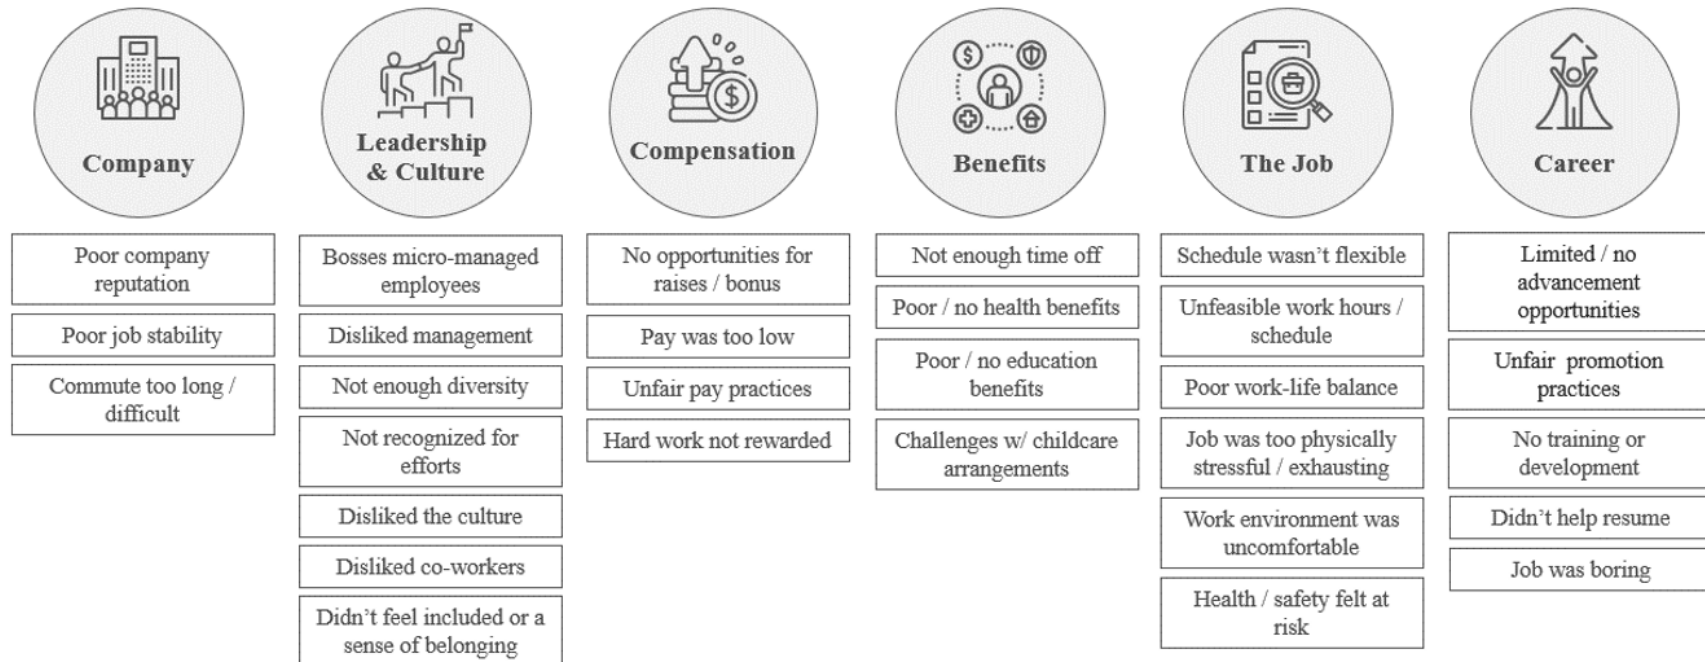 Company
Poor company
reputation
Poor job stability
Commute too long /
difficult
Leadership
& Culture
Bosses micro-managed
employees
Disliked management
Not enough diversity
Not recognized for
efforts
Disliked the culture
Disliked co-workers
Didn't feel included or a
sense of belonging
Compensation
No opportunities for
raises / bonus
Pay was too low
Unfair pay practices
Hard work not rewarded
Benefits
Not enough time off
Poor / no health benefits
Poor / no education
benefits
Challenges w/ childcare
arrangements
The Job
Schedule wasn't flexible
Unfeasible work hours /
schedule
Poor work-life balance
Job was too physically
stressful / exhausting
Work environment was
uncomfortable
Health / safety felt at
risk
Career
Limited / no
advancement
opportunities
Unfair promotion
practices
No training or
development
Didn't help resume
Job was boring